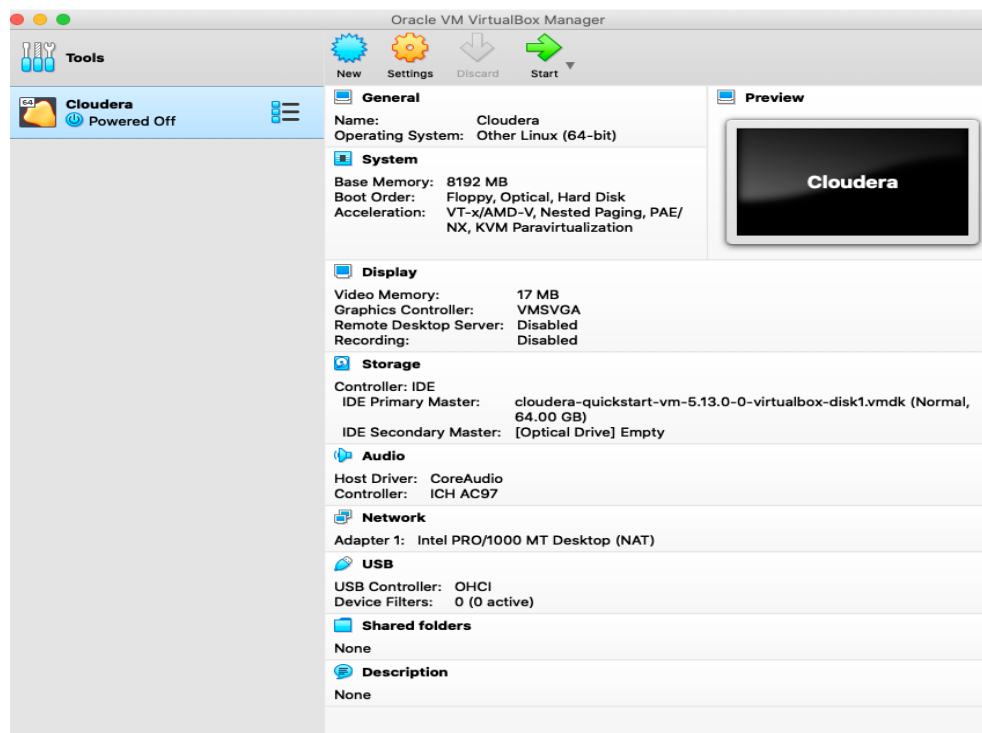 Oracle VM VirtualBox Manager
Tools
New Settings Discard Start
64
Cloudera
Powered Off
General
Name: Cloudera
Operating System: Other Linux (64-bit)
Preview
Cloudera
System
Base Memory: 8192 MB
Boot Order: Floppy, Optical, Hard Disk
Acceleration: VT-x/AMD-V, Nested Paging, PAE/
NX, KVM Paravirtualization
Display
Video Memory: 17 MB
Graphics Controller: VMSVGA
Remote Desktop Server: Disabled
Recording: Disabled
Storage
Controller: IDE
IDE Primary Master: cloudera-quickstart-vm-5.13.0-0-virtualbox-disk1.vmdk (Normal,
64.00 GB)
IDE Secondary Master: [Optical Drive] Empty
Audio
Host Driver: CoreAudio
Controller: ICH AC97
Network
Adapter 1: Intel PRO/1000 MT Desktop (NAT)
USB
USB Controller: OHCI
Device Filters: 0 (0 active)
Shared folders
None
Description
None